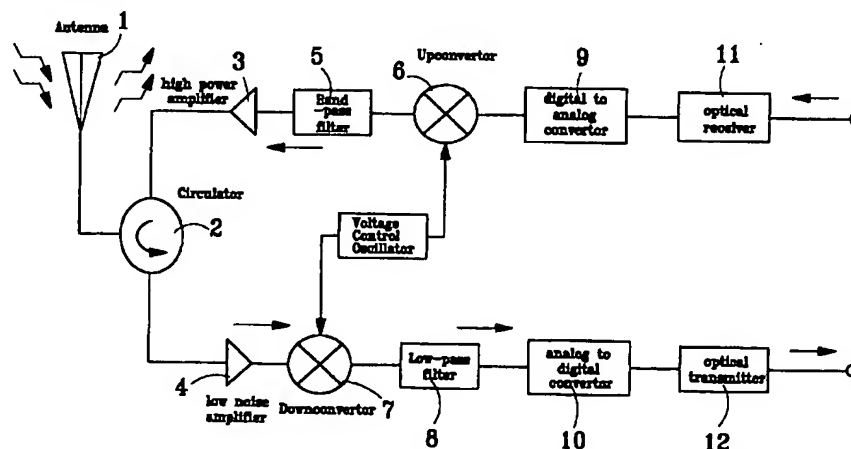 Antenna
1
high power
amplifier
3
5
Band
-pass
filter
Upconvertor
6
9
digital to
analog
convertor
11
optical
receiver
Circulator
2
Voltage
Control
Oscillator
4
low noise
amplifier
Downconvertor
7
Low-pass
filter
8
analog to
digital
convertor
10
optical
transmitter
12